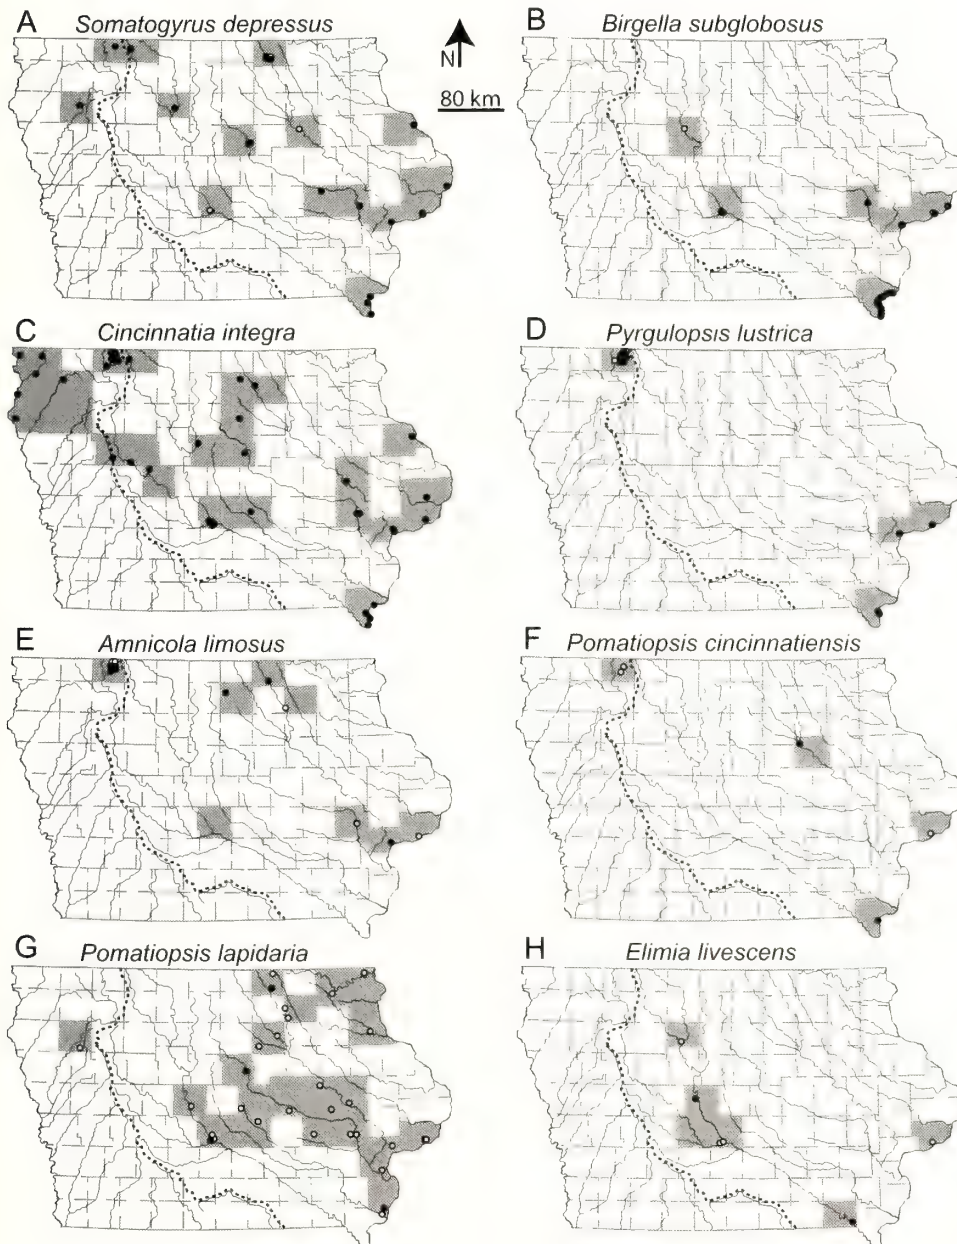 A Somatogyrus depressus
N
80 km
B Birgella subglobosus
C Cincinnatia integra
D Pyrgulopsis lustrica
E Amnicola limosus
F Pomatiopsis cincinnatiensis
G Pomatiopsis lapidaria
H Elimia livescens